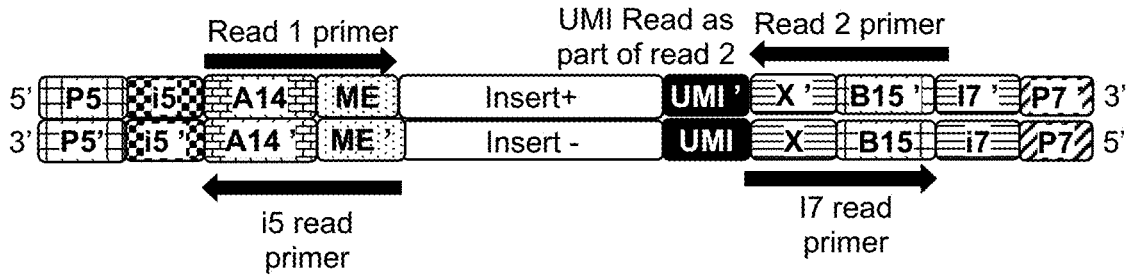 Read 1 primer
UMI Read as
part of read 2
Read 2 primer
5' P5 i5 A14 ME Insert+ UMI ' X ' B15 ' I7 ' P7 ' 3'
3' P5' i5 ' A14 ' ME ' Insert - UMI X B15 i7 P7 5'
i5 read
primer
I7 read
primer